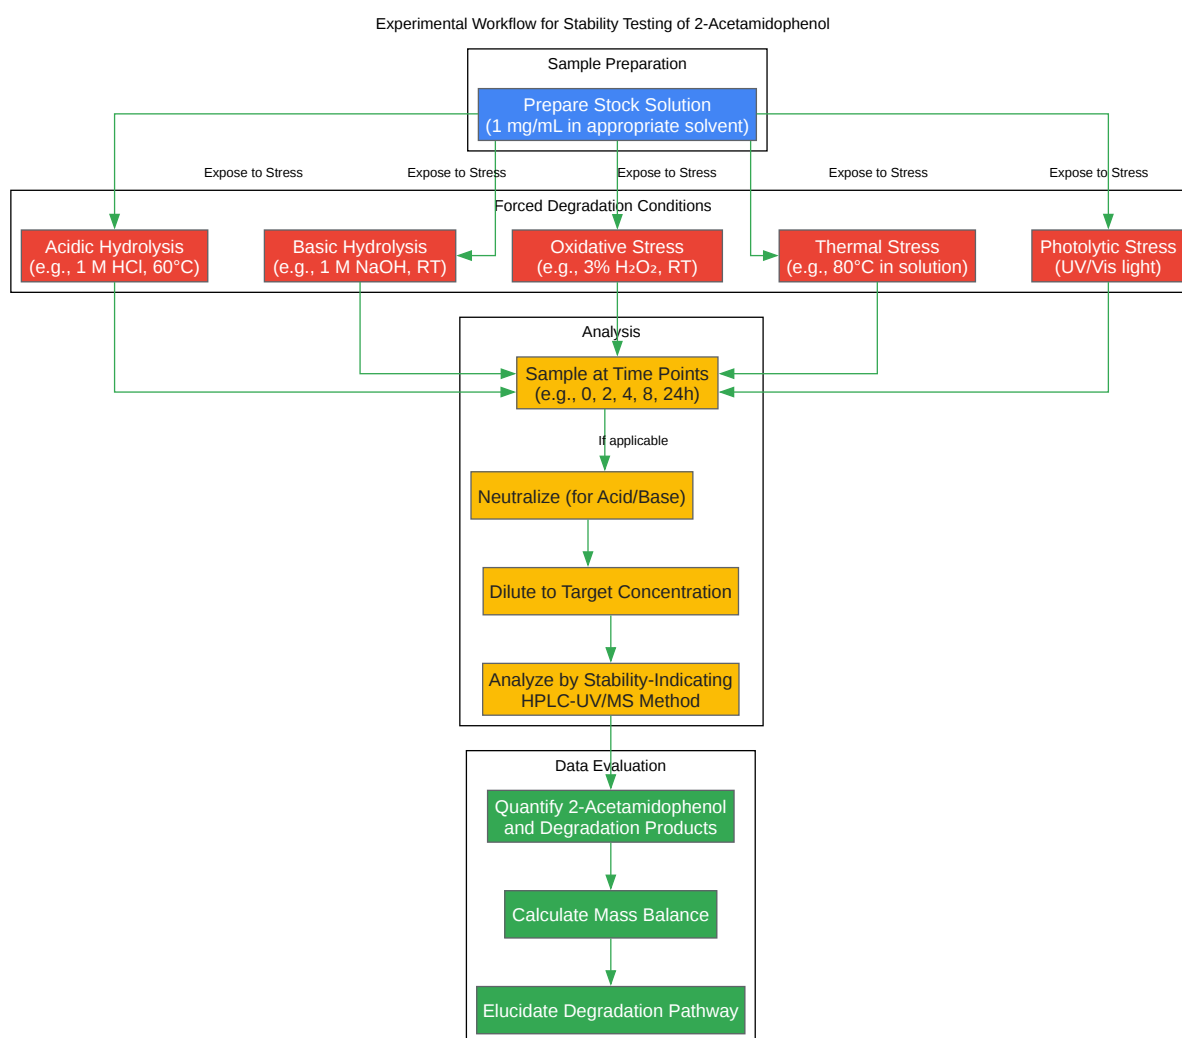 Experimental Workflow for Stability Testing of 2-Acetamidophenol
Sample Preparation
Prepare Stock Solution
(1 mg/mL in appropriate solvent)
Expose to Stress
Expose to Stress
Expose to Stress
Expose to Stress
Expose to Stress
Forced Degradation Conditions
Acidic Hydrolysis
(e.g., 1 M HCl, 60°C)
Basic Hydrolysis
(e.g., 1 M NaOH, RT)
Oxidative Stress
(e.g., 3% H₂O₂, RT)
Thermal Stress
(e.g., 80°C in solution)
Photolytic Stress
(UV/Vis light)
Analysis
Sample at Time Points
(e.g., 0, 2, 4, 8, 24h)
If applicable
Neutralize (for Acid/Base)
Dilute to Target Concentration
Analyze by Stability-Indicating
HPLC-UV/MS Method
Data Evaluation
Quantify 2-Acetamidophenol
and Degradation Products
Calculate Mass Balance
Elucidate Degradation Pathway